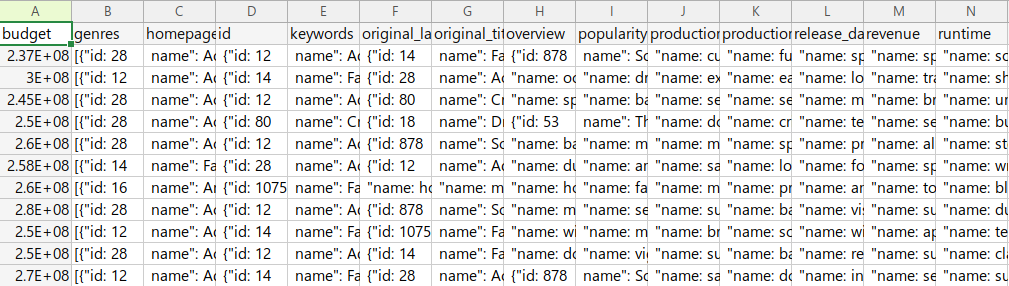 A B C D E F G H I J K L M N
budget genres homepage id keywords original_la original_tit overview popularity production production release_da revenue runtime
2.37E+08 [{"id: 28 name": Ac {"id: 12 name": Ac {"id: 14 name": Fa {"id: 878 name": Sc "name: cu "name: fu "name: sp "name: sp "name: so
3E+08 [{"id: 12 name": Ac {"id: 14 name": Fa {"id: 28 name": Ac "name: oc "name: dr "name: ex "name: ea "name: lo "name: tra "name: sh
2.45E+08 [{"id: 28 name": Ac {"id: 12 name": Ac {"id: 80 name": Cr "name: sp "name: ba "name: se "name: se "name: m "name: br "name: ur
2.5E+08 [{"id: 28 name": Ac {"id: 80 name": Cr {"id: 18 name": Dr {"id: 53 name": Th "name: dc "name: cr "name: te "name: se "name: bu
2.6E+08 [{"id: 28 name": Ac {"id: 12 name": Ac {"id: 878 name": Sc "name: ba "name: m "name: m "name: sp "name: pr "name: al "name: st
2.58E+08 [{"id: 14 name": Fa {"id: 28 name": Ac {"id: 12 name": Ac "name: du "name: ar "name: sa "name: lo "name: fo "name: sp "name: wr
2.6E+08 [{"id: 16 name": Ar {"id: 1075 name": Fa "name: ho "name: m "name: ho "name: fa "name: m "name: pr "name: ar "name: to "name: bl
2.8E+08 [{"id: 28 name": Ac {"id: 12 name": Ac {"id: 878 name": Sc "name: m "name: se "name: su "name: ba "name: vi "name: su "name: du
2.5E+08 [{"id: 12 name": Ac {"id: 14 name": Fa {"id: 1075 name": Fa "name: wi "name: m "name: br "name: sc "name: wi "name: ap "name: te
2.5E+08 [{"id: 28 name": Ac {"id: 12 name": Ac {"id: 14 name": Fa "name: dc "name: vi "name: su "name: ba "name: re "name: su "name: cl
2.7E+08 [{"id: 12 name": Ac {"id: 14 name": Fa {"id: 28 name": Ac {"id: 878 name": Sc "name: sa "name: dc "name: in "name: se "name: su